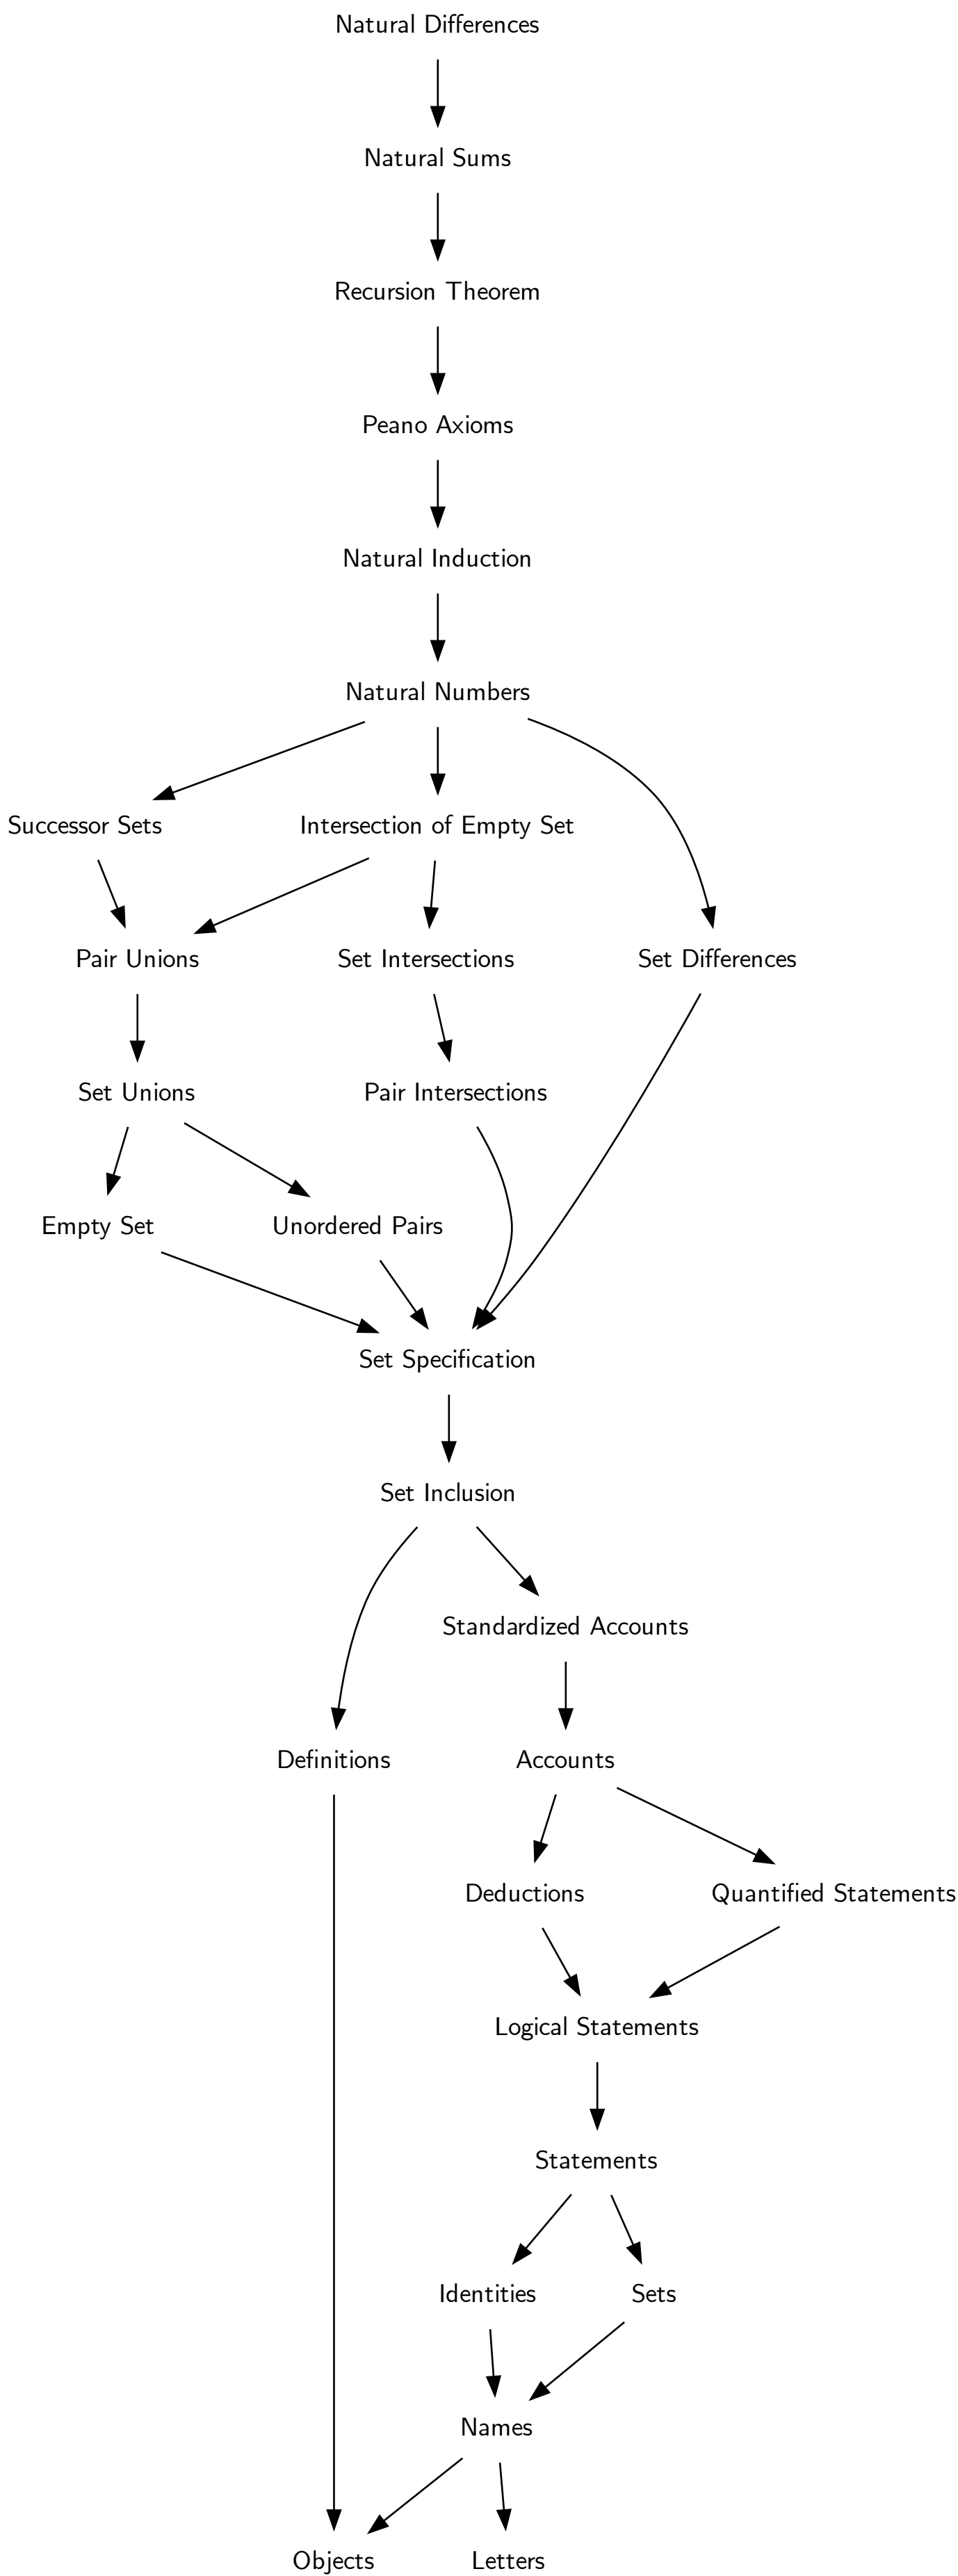 Natural Differences
Natural Sums
Recursion Theorem
Peano Axioms
Natural Induction
Natural Numbers
Successor Sets
Intersection of Empty Set
Pair Unions
Set Intersections
Set Differences
Set Unions
Pair Intersections
Empty Set
Unordered Pairs
Set Specification
Set Inclusion
Standardized Accounts
Definitions
Accounts
Deductions
Quantified Statements
Logical Statements
Statements
Identities
Sets
Names
Objects
Letters